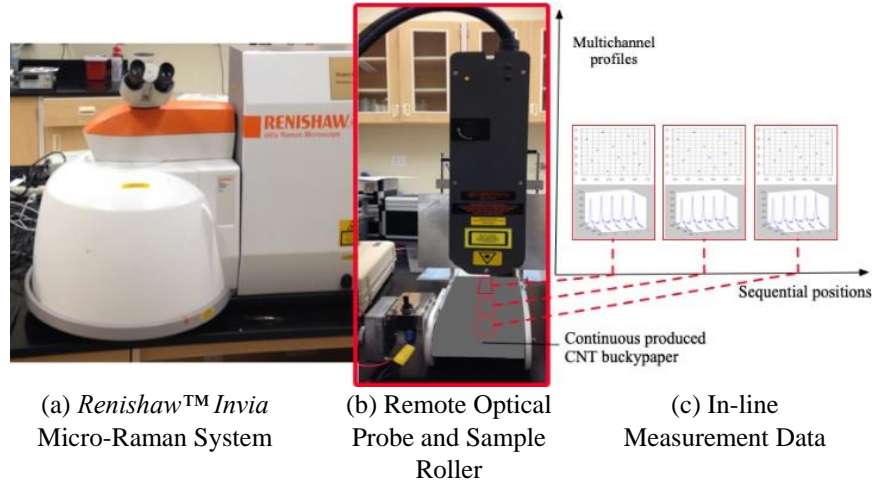 RENISHAW
inVia Raman Microscope
Multichannel
profiles
Sequential positions
Continuous produced
CNT buckypaper
(a) Renishaw™ Invia
Micro-Raman System
(b) Remote Optical
Probe and Sample
Roller
(c) In-line
Measurement Data